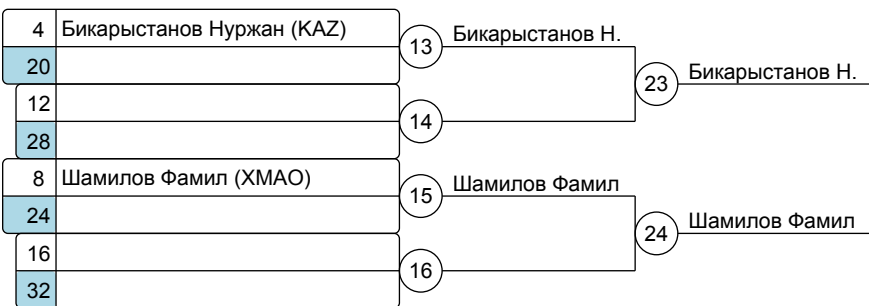 4 Бикарыстанов Нуржан (KAZ)
13 Бикарыстанов Н.
20
23 Бикарыстанов Н.
12
14
28
8 Шамилов Фамил (ХМАО)
15 Шамилов Фамил
24
24 Шамилов Фамил
16
16
32